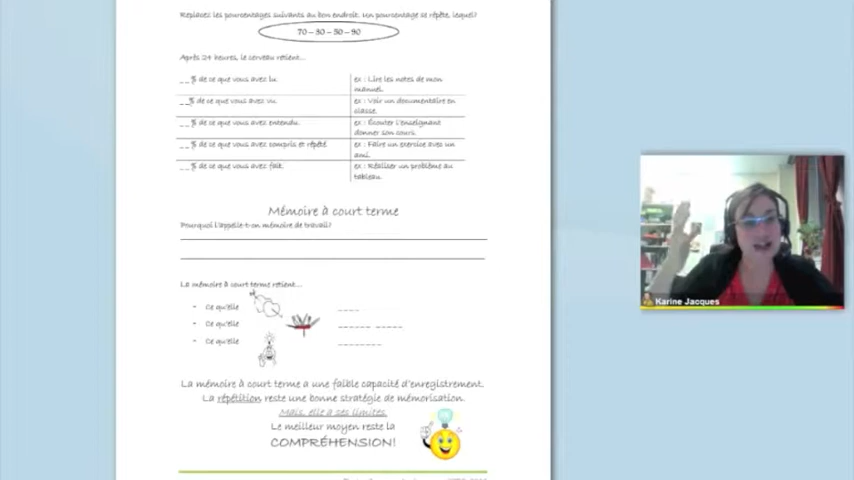 Replacez les pourcentages suivants au bon endroit. Un pourcentage se répète, lequel?
70 – 30 – 50 – 90
Après 24 heures, le cerveau retient...
__% de ce que vous avez lu.
ex : Lire les notes de mon
manuel.
__% de ce que vous avez vu.
ex : Voir un documentaire en
classe.
__% de ce que vous avez entendu.
ex : Écouter l'enseignant
donner son cours.
__% de ce que vous avez compris et répété
ex : Faire un exercice avec un
ami.
__% de ce que vous avez fait.
ex : Réaliser un problème au
tableau.
Mémoire à court terme
Pourquoi l'appelle-t-on mémoire de travail?
La mémoire à court terme retient...
- Ce qu'elle
- Ce qu'elle
- Ce qu'elle
La mémoire à court terme a une faible capacité d'enregistrement.
La répétition reste une bonne stratégie de mémorisation.
Mais, elle a ses limites.
Le meilleur moyen reste la
COMPRÉHENSION!
Karine Jacques